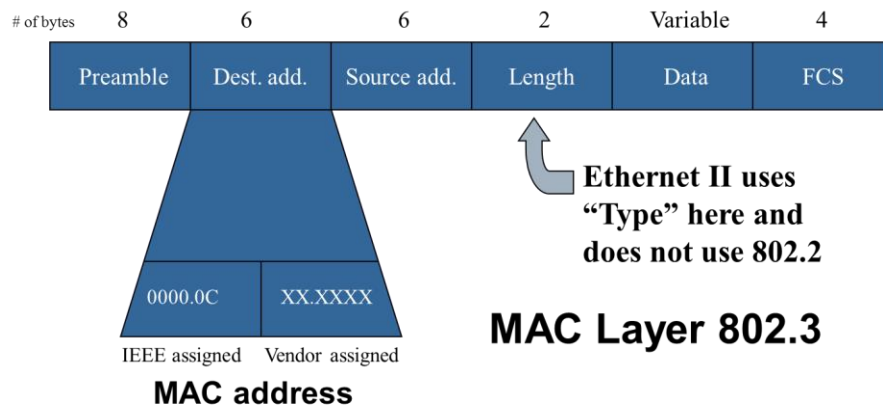 # of bytes 8 6 6 2 Variable 4
Preamble Dest. add. Source add. Length Data FCS
Ethernet II uses
“Type” here and
does not use 802.2
0000.0C XX.XXXX
MAC Layer 802.3
IEEE assigned Vendor assigned
MAC address